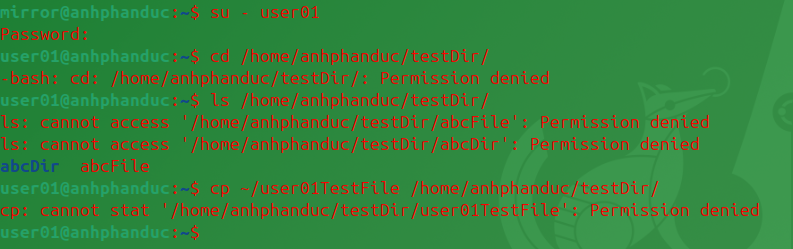 mirror@anhphanduc:~$ su - user01
Password:
user01@anhphanduc:~$ cd /home/anhphanduc/testDir/
-bash: cd: /home/anhphanduc/testDir/: Permission denied
user01@anhphanduc:~$ ls /home/anhphanduc/testDir/
ls: cannot access '/home/anhphanduc/testDir/abcFile': Permission denied
ls: cannot access '/home/anhphanduc/testDir/abcDir': Permission denied
abcDir  abcFile
user01@anhphanduc:~$ cp ~/user01TestFile /home/anhphanduc/testDir/
cp: cannot stat '/home/anhphanduc/testDir/user01TestFile': Permission denied
user01@anhphanduc:~$